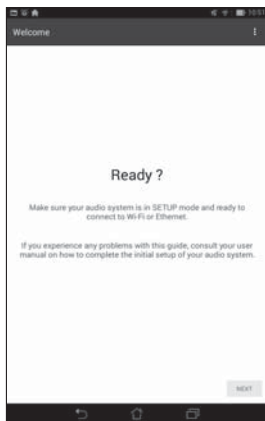 10:51
Welcome
Ready ?
Make sure your audio system is in SETUP mode and ready to
connect to Wi-Fi or Ethernet.
If you experience any problems with this guide, consult your user
manual on how to complete the initial setup of your audio system.
NEXT